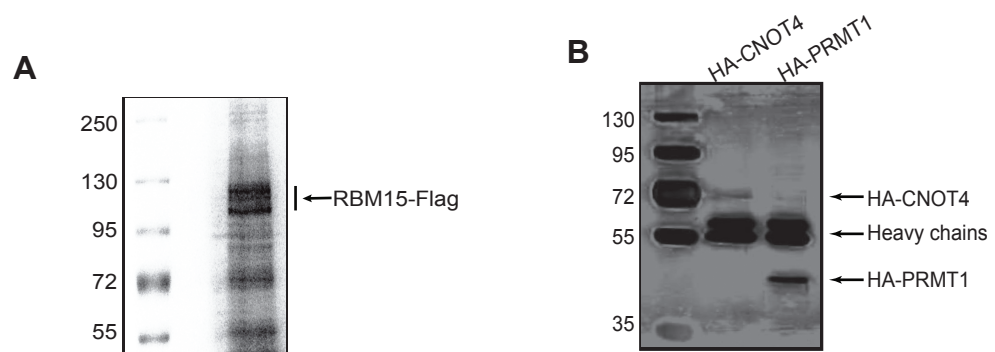 A
250
130
95
72
55
RBM15-Flag
B
HA-CNOT4
HA-PRMT1
130
95
72
55
35
HA-CNOT4
Heavy chains
HA-PRMT1